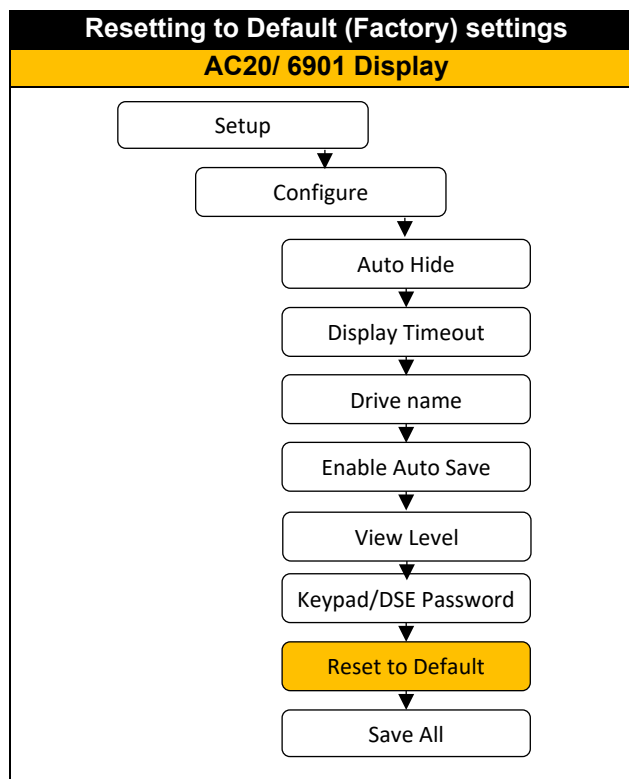 Resetting to Default (Factory) settings
AC20/ 6901 Display
Setup
Configure
Auto Hide
Display Timeout
Drive name
Enable Auto Save
View Level
Keypad/DSE Password
Reset to Default
Save All